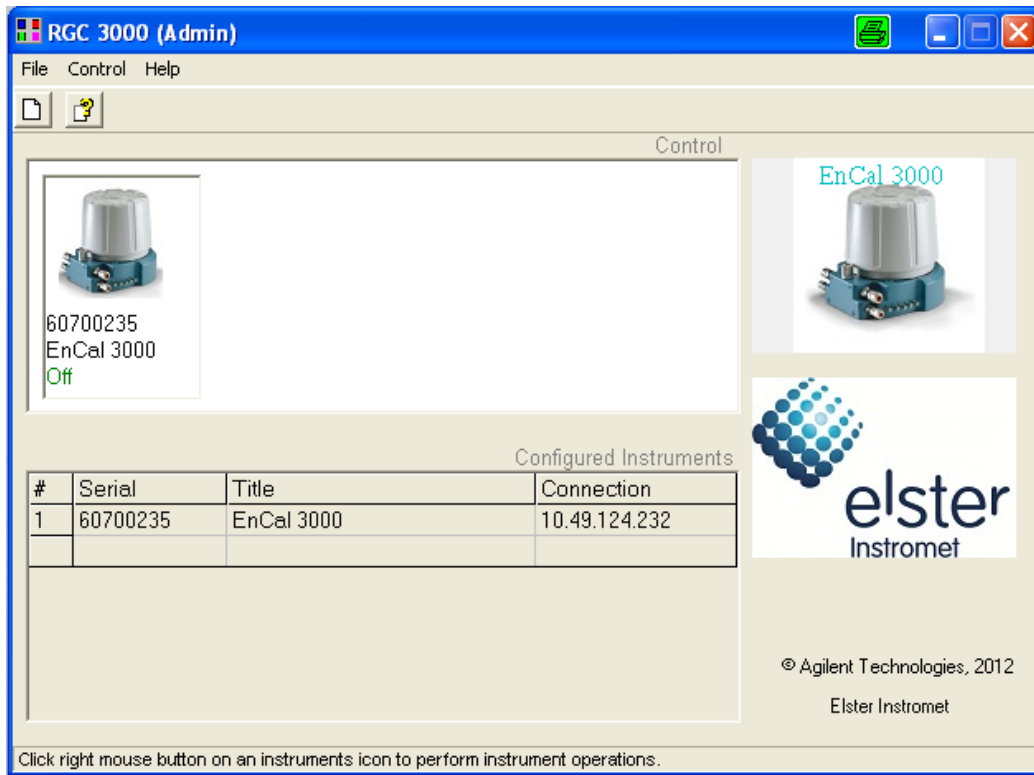 RGC 3000 (Admin)
File Control Help
Control
60700235
EnCal 3000
Off
EnCal 3000
elster
Instromet
Configured Instruments
# Serial Title Connection
1 60700235 EnCal 3000 10.49.124.232
© Agilent Technologies, 2012
Elster Instromet
Click right mouse button on an instruments icon to perform instrument operations.